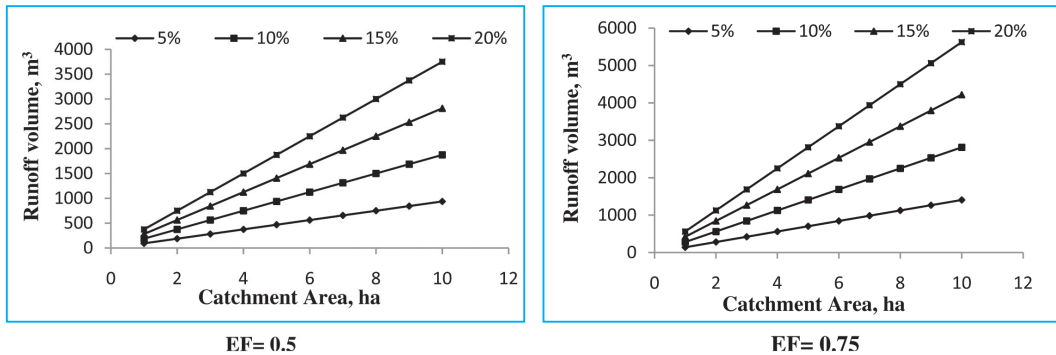 5% 10% 15% 20%
4000
3500
3000
2500
2000
1500
1000
500
0
0 2 4 6 8 10 12
Runoff volume, m³
Catchment Area, ha
EF= 0.5
5% 10% 15% 20%
6000
5000
4000
3000
2000
1000
0
0 2 4 6 8 10 12
Runoff volume, m³
Catchment Area, ha
EF= 0.75